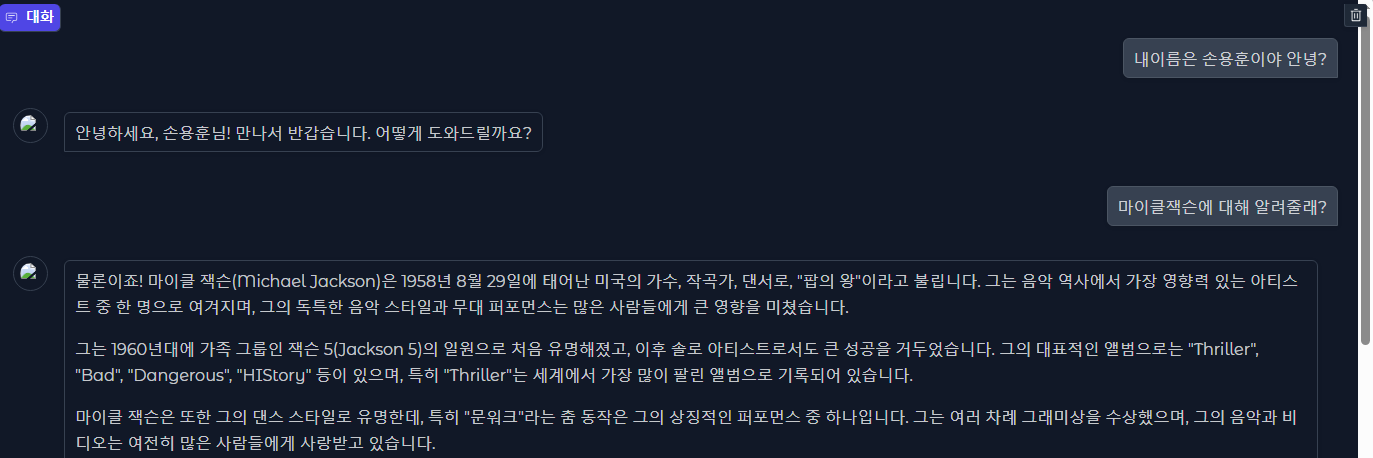 대화
내이름은 손용훈이야 안녕?
안녕하세요, 손용훈님! 만나서 반갑습니다. 어떻게 도와드릴까요?
마이클잭슨에 대해 알려줄래?
물론이죠! 마이클 잭슨(Michael Jackson)은 1958년 8월 29일에 태어난 미국의 가수, 작곡가, 댄서로, "팝의 왕"이라고 불립니다. 그는 음악 역사에서 가장 영향력 있는 아티스
트 중 한 명으로 여겨지며, 그의 독특한 음악 스타일과 무대 퍼포먼스는 많은 사람들에게 큰 영향을 미쳤습니다.
그는 1960년대에 가족 그룹인 잭슨 5(Jackson 5)의 일원으로 처음 유명해졌고, 이후 솔로 아티스트로서도 큰 성공을 거두었습니다. 그의 대표적인 앨범으로는 "Thriller",
"Bad", "Dangerous", "HIStory" 등이 있으며, 특히 "Thriller"는 세계에서 가장 많이 팔린 앨범으로 기록되어 있습니다.
마이클 잭슨은 또한 그의 댄스 스타일로 유명한데, 특히 "문워크"라는 춤 동작은 그의 상징적인 퍼포먼스 중 하나입니다. 그는 여러 차례 그래미상을 수상했으며, 그의 음악과 비
디오는 여전히 많은 사람들에게 사랑받고 있습니다.